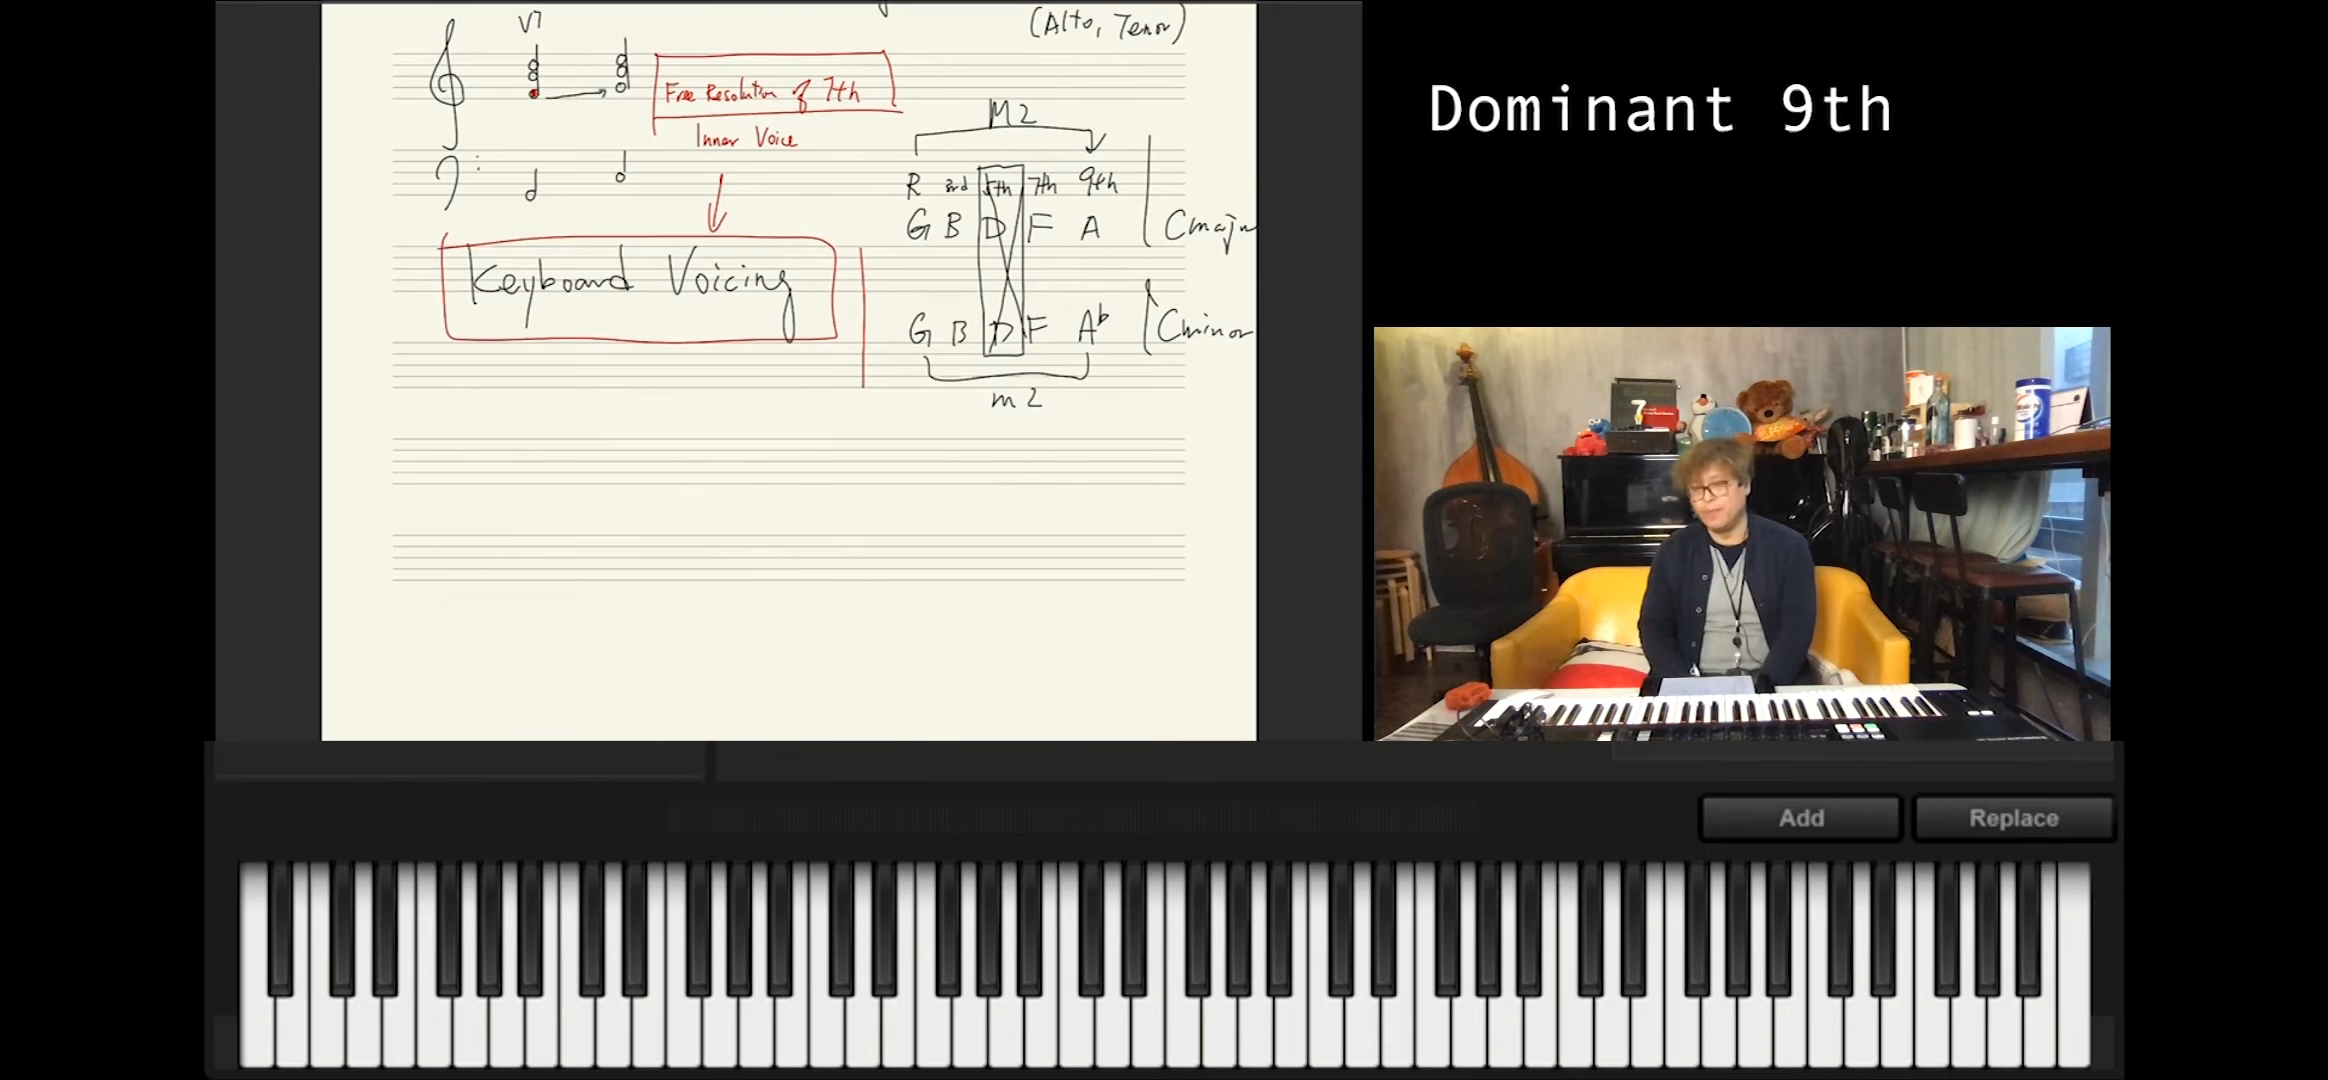 (Alto, Tenor)
V7
Free Resolution of 7th
Inner Voice
Keyboard Voicing
M2
R 3rd 5th 7th 9th
G B D F A
Cmajor
G B D F A♭
Cminor
m2
Dominant 9th
7
Add
Replace